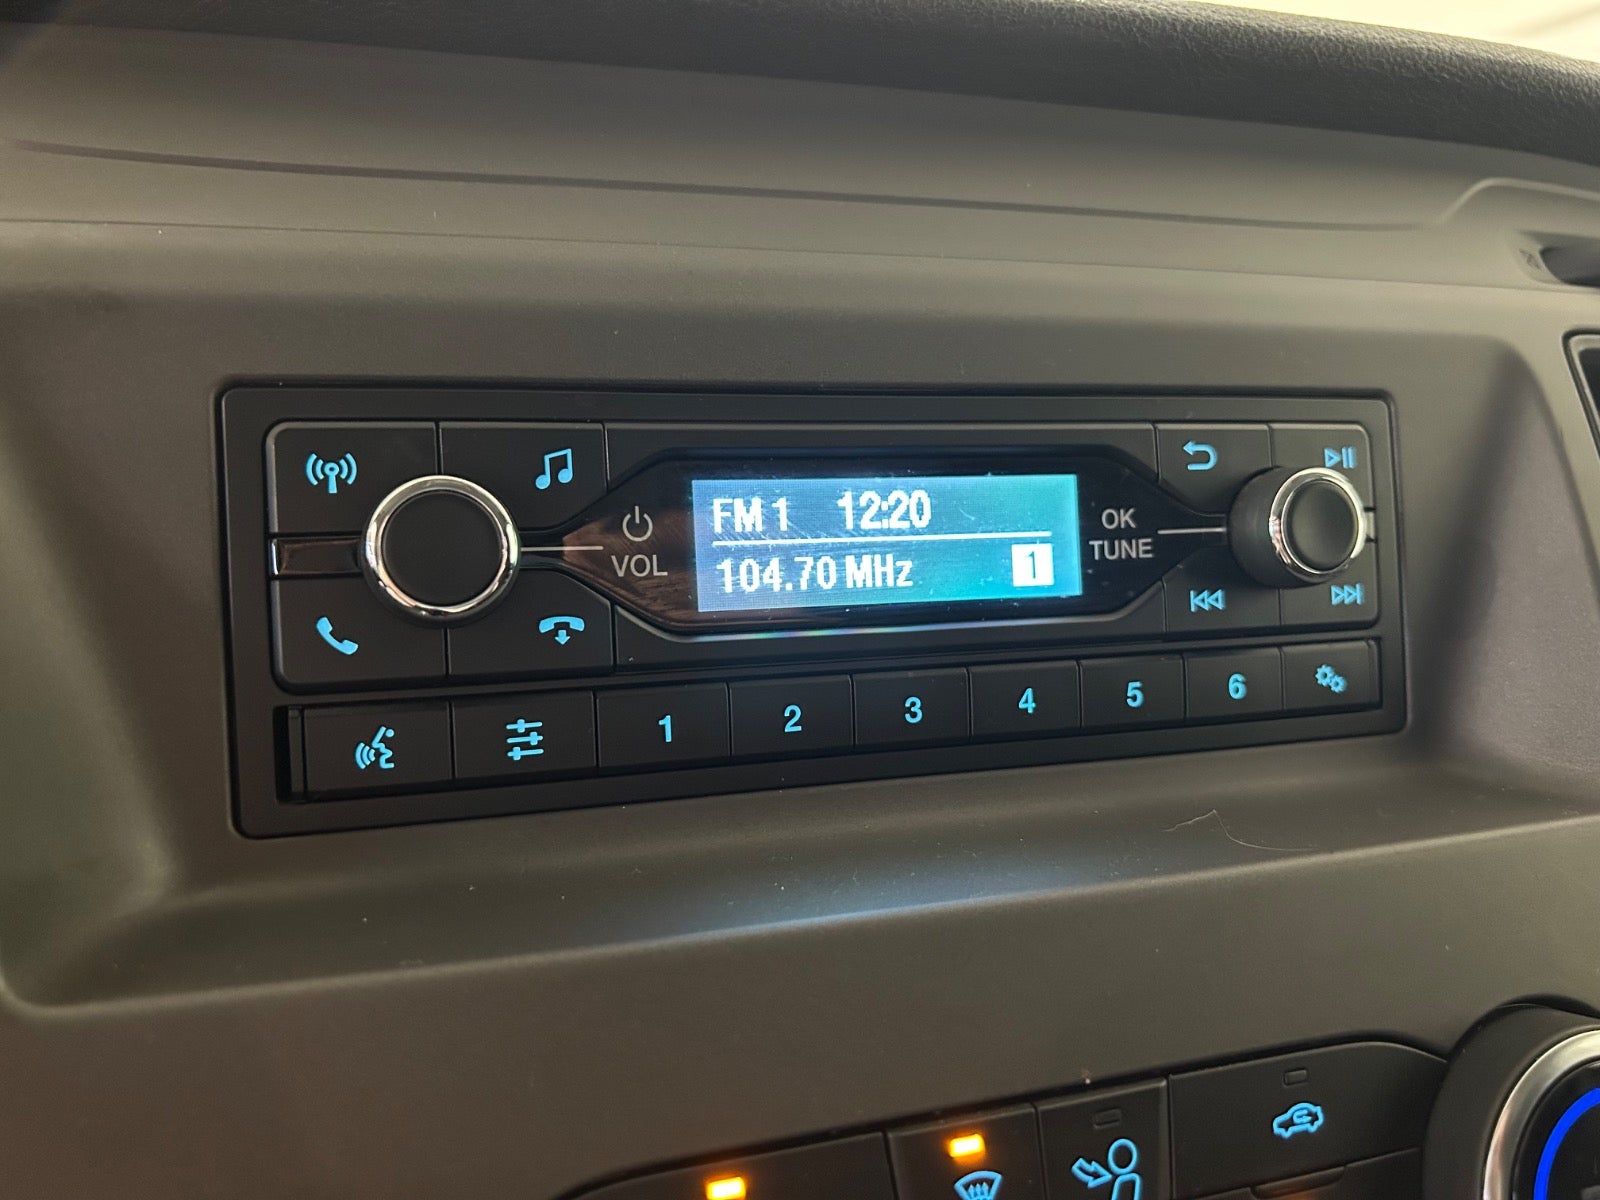 FM 1 12:20
104.70 MHz 1
VOL
OK
TUNE
1 2 3 4 5 6